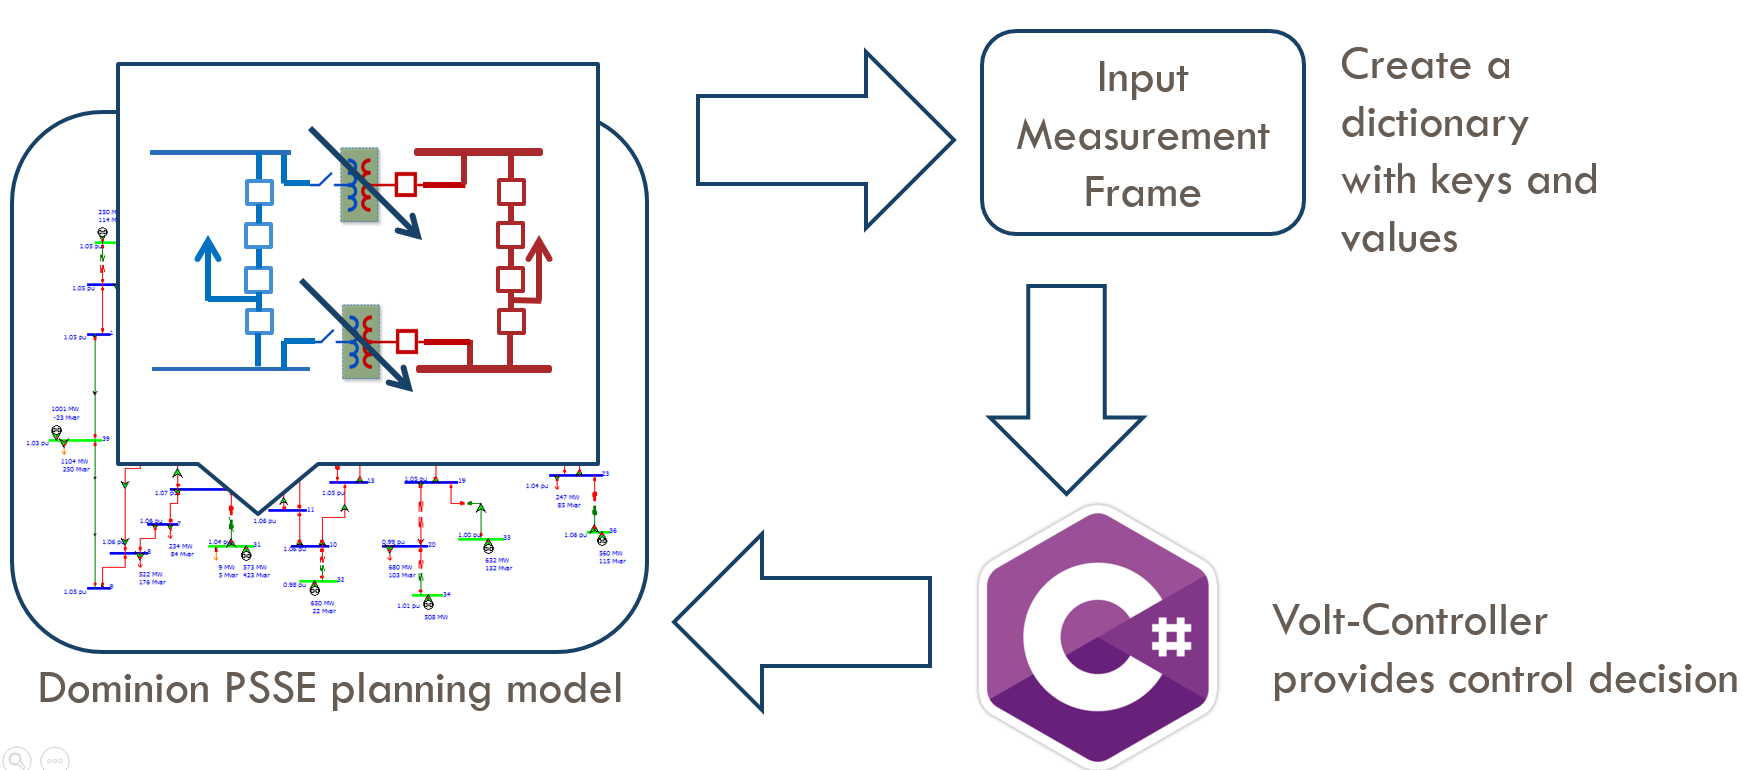 Input
Measurement
Frame
Create a
dictionary
with keys and
values
250 M
114 M
1.05 pu
1.05 pu
1.05 pu
1001 MW
-23 Mvar
1.03 pu
39
1104 MW
250 Mvar
1.07 pu
13
1.05 pu
1.05 pu
19
23
1.04 pu
247 MW
85 Mvar
11
1.06 pu
1.06 pu
7
234 MW
84 Mvar
1.06 pu
8
522 MW
176 Mvar
1.05 pu
9
1.04 pu
31
9 MW
5 Mvar
573 MW
423 Mvar
1.06 pu
10
0.98 pu
32
650 MW
22 Mvar
0.99 pu
20
680 MW
103 Mvar
1.00 pu
33
632 MW
132 Mvar
1.01 pu
34
508 MW
1.06 pu
36
560 MW
115 Mvar
Dominion PSSE planning model
C#
Volt-Controller
provides control decision